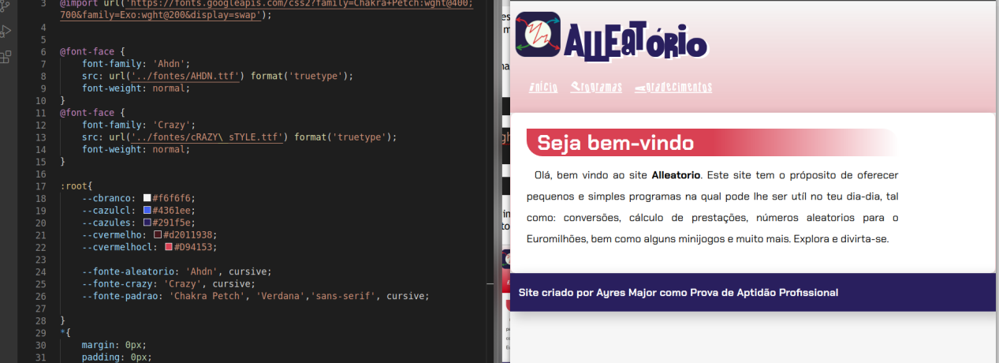 3 @import url('https://fonts.googleapis.com/css2?family=Chakra+Petch:wght@400;
700&family=Exo:wght@200&display=swap');
4
5
6 @font-face {
7 font-family: 'Ahdn';
8 src: url('../fontes/AHDN.ttf') format('truetype');
9 font-weight: normal;
10 }
11 @font-face {
12 font-family: 'Crazy';
13 src: url('../fontes/cRAZY\ sTYLE.ttf') format('truetype');
14 font-weight: normal;
15 }
16
17 :root{
18 --cbranco: #f6f6f6;
19 --cazulcl: #4361ee;
20 --cazules: #291f5e;
21 --cvermelho: #d2011938;
22 --cvermelhocl: #D94153;
23
24 --fonte-aleatorio: 'Ahdn', cursive;
25 --fonte-crazy: 'Crazy', cursive;
26 --fonte-padrao: 'Chakra Petch', 'Verdana','sans-serif', cursive;
27
28 }
29 *{
30 margin: 0px;
31 padding: 0px;
ALLEATÓRIO
início Programas Agradecimentos
Seja bem-vindo
Olá, bem vindo ao site Alleatorio. Este site tem o próposito de oferecer
pequenos e simples programas na qual pode lhe ser utíl no teu dia-dia, tal
como: conversões, cálculo de prestações, números aleatorios para o
Euromilhões, bem como alguns minijogos e muito mais. Explora e divirta-se.
Site criado por Ayres Major como Prova de Aptidão Profissional